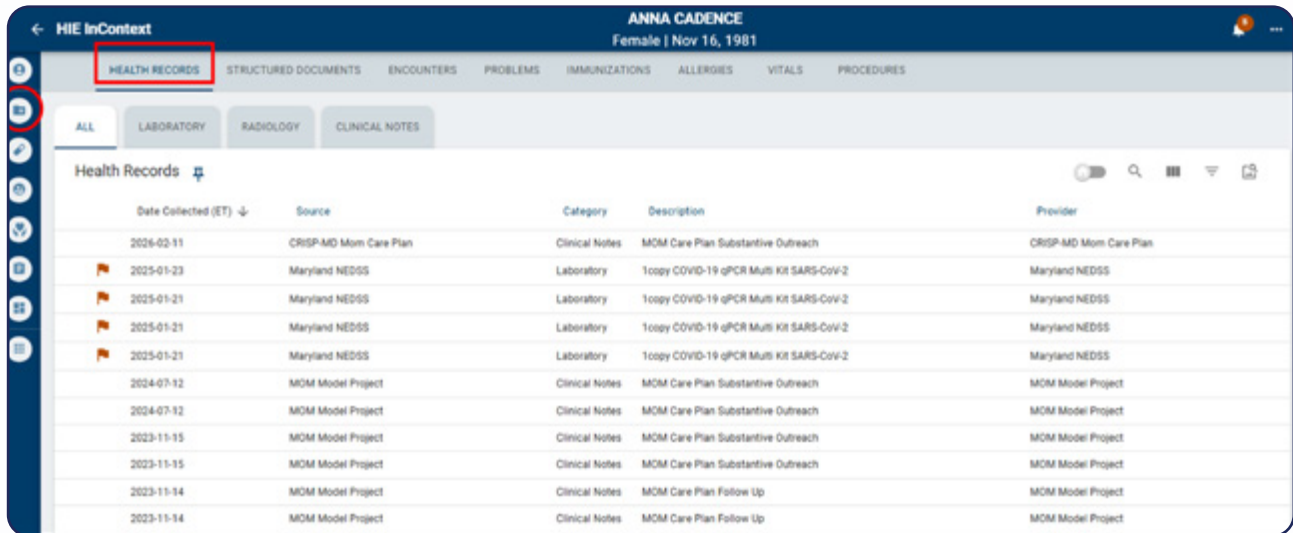 HIE InContext
ANNA CADENCE
Female | Nov 16, 1981
HEALTH RECORDS STRUCTURED DOCUMENTS ENCOUNTERS PROBLEMS IMMUNIZATIONS ALLERGIES VITALS PROCEDURES
ALL LABORATORY RADIOLOGY CLINICAL NOTES
Health Records
Date Collected (ET) Source Category Description Provider
2026-02-11 CRISP-MD Mom Care Plan Clinical Notes MOM Care Plan Substantive Outreach CRISP-MD Mom Care Plan
2025-01-23 Maryland NEDSS Laboratory 1copy COVID-19 qPCR Multi Kit SARS-CoV-2 Maryland NEDSS
2025-01-21 Maryland NEDSS Laboratory 1copy COVID-19 qPCR Multi Kit SARS-CoV-2 Maryland NEDSS
2025-01-21 Maryland NEDSS Laboratory 1copy COVID-19 qPCR Multi Kit SARS-CoV-2 Maryland NEDSS
2025-01-21 Maryland NEDSS Laboratory 1copy COVID-19 qPCR Multi Kit SARS-CoV-2 Maryland NEDSS
2024-07-12 MOM Model Project Clinical Notes MOM Care Plan Substantive Outreach MOM Model Project
2024-07-12 MOM Model Project Clinical Notes MOM Care Plan Substantive Outreach MOM Model Project
2023-11-15 MOM Model Project Clinical Notes MOM Care Plan Substantive Outreach MOM Model Project
2023-11-15 MOM Model Project Clinical Notes MOM Care Plan Substantive Outreach MOM Model Project
2023-11-14 MOM Model Project Clinical Notes MOM Care Plan Follow Up MOM Model Project
2023-11-14 MOM Model Project Clinical Notes MOM Care Plan Follow Up MOM Model Project